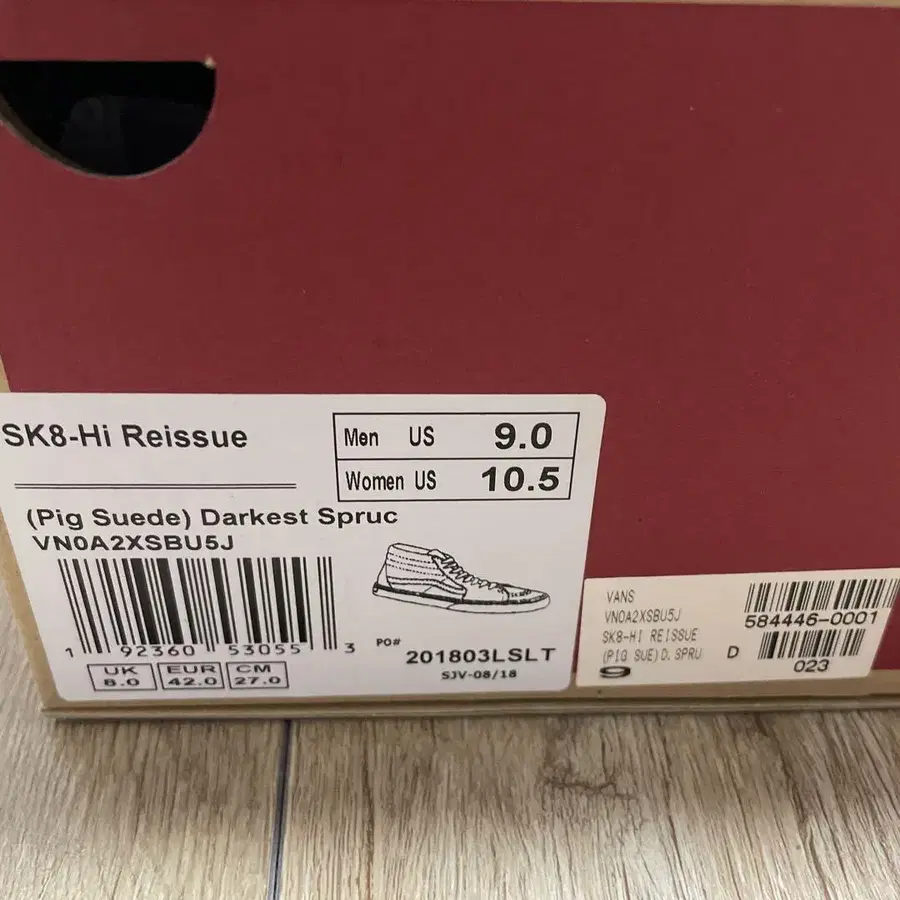 SK8-Hi Reissue
Men US 9.0
Women US 10.5
(Pig Suede) Darkest Spruc
VN0A2XSBU5J
1 92360 53055 3
PO#
201803LSLT
SJV-08/18
UK EUR CM
8.0 42.0 27.0
VANS
VN0A2XSBU5J
SK8-HI REISSUE
(PIG SUE)D.SPRU
9
584446-0001
D
023